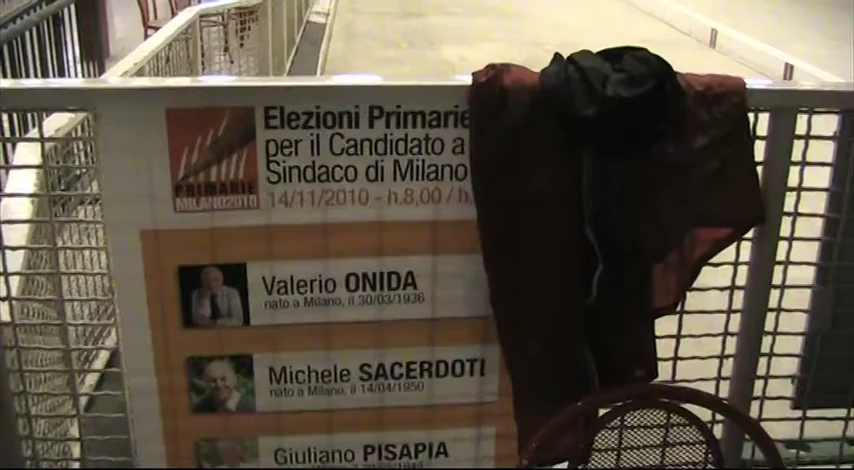 PRIMARIE
MILANO2010
Elezioni Primarie
per il Candidato a
Sindaco di Milano
14/11/2010 - h.8,00 / h.
Valerio ONIDA
nato a Milano, il 30/03/1936
Michele SACERDOTI
nato a Milano, il 14/04/1950
Giuliano PISAPIA